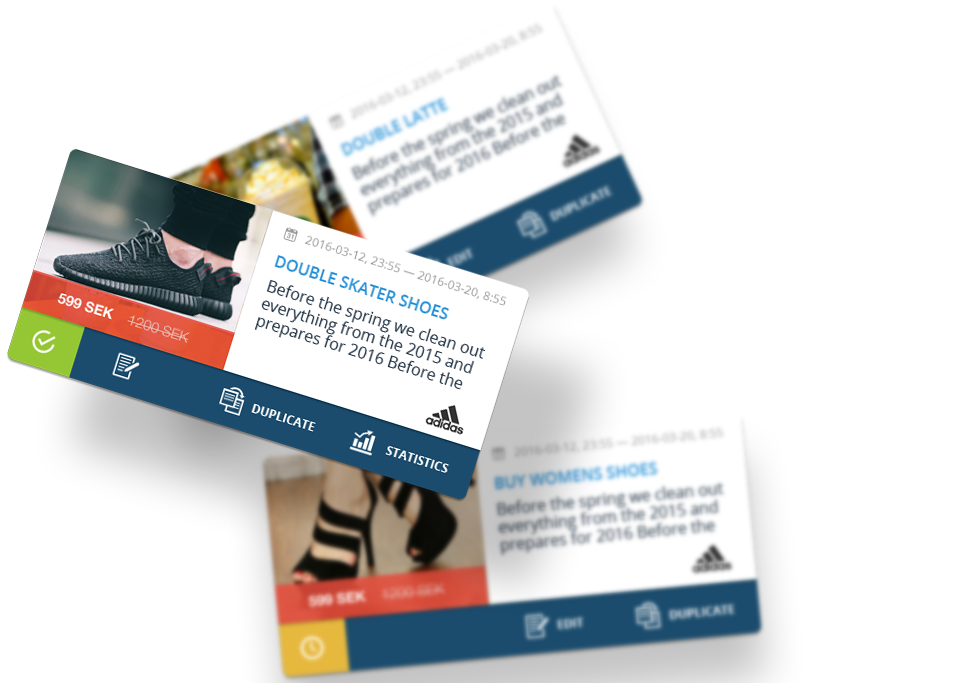 2016-03-12, 23:55 — 2016-03-20, 8:55
DOUBLE LATTE
Before the spring we clean out
everything from the 2015 and
prepares for 2016 Before the
adidas
EDIT
DUPLICATE
31
2016-03-12, 23:55 — 2016-03-20, 8:55
DOUBLE SKATER SHOES
Before the spring we clean out
everything from the 2015 and
prepares for 2016 Before the
599 SEK 1200 SEK
adidas
DUPLICATE
STATISTICS
2016-03-12, 23:55 — 2016-03-20, 8:55
BUY WOMENS SHOES
Before the spring we clean out
everything from the 2015 and
prepares for 2016 Before the
adidas
599 SEK 1200 SEK
EDIT
DUPLICATE